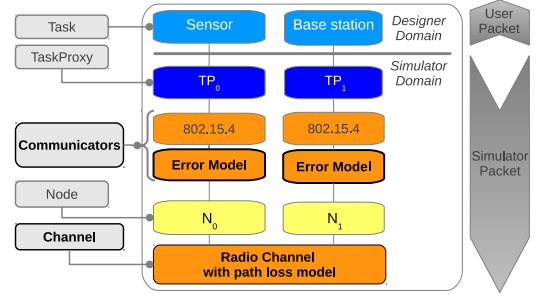 Task
Sensor
Base station
Designer
Domain
User
Packet
TaskProxy
Simulator
Domain
TP0
TP1
802.15.4
802.15.4
Communicators
Error Model
Error Model
Simulator
Packet
Node
N0
N1
Channel
Radio Channel
with path loss model